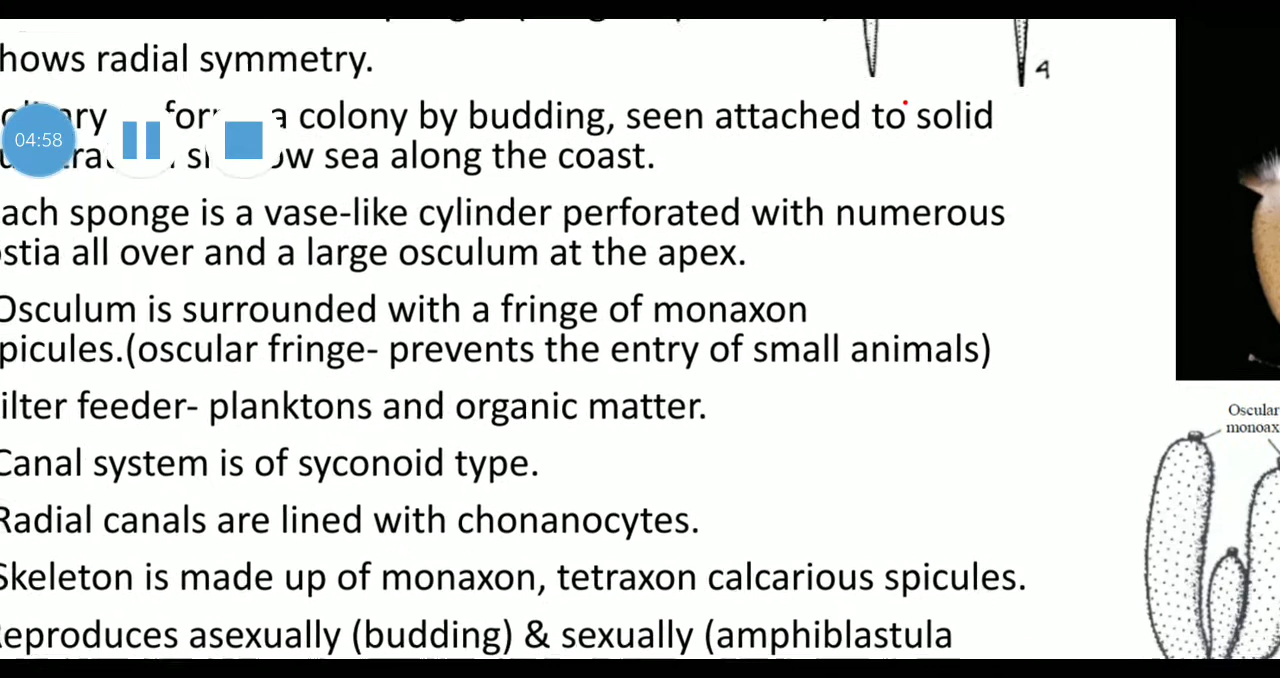 hows radial symmetry.
a colony by budding, seen attached to solid
04:58
sea along the coast.
ach sponge is a vase-like cylinder perforated with numerous
stia all over and a large osculum at the apex.
Osculum is surrounded with a fringe of monaxon
picules.(oscular fringe- prevents the entry of small animals)
ilter feeder- planktons and organic matter.
Canal system is of syconoid type.
Radial canals are lined with chonanocytes.
Skeleton is made up of monaxon, tetraxon calcarious spicules.
eproduces asexually (budding) & sexually (amphiblastula
4
Oscular
monoax